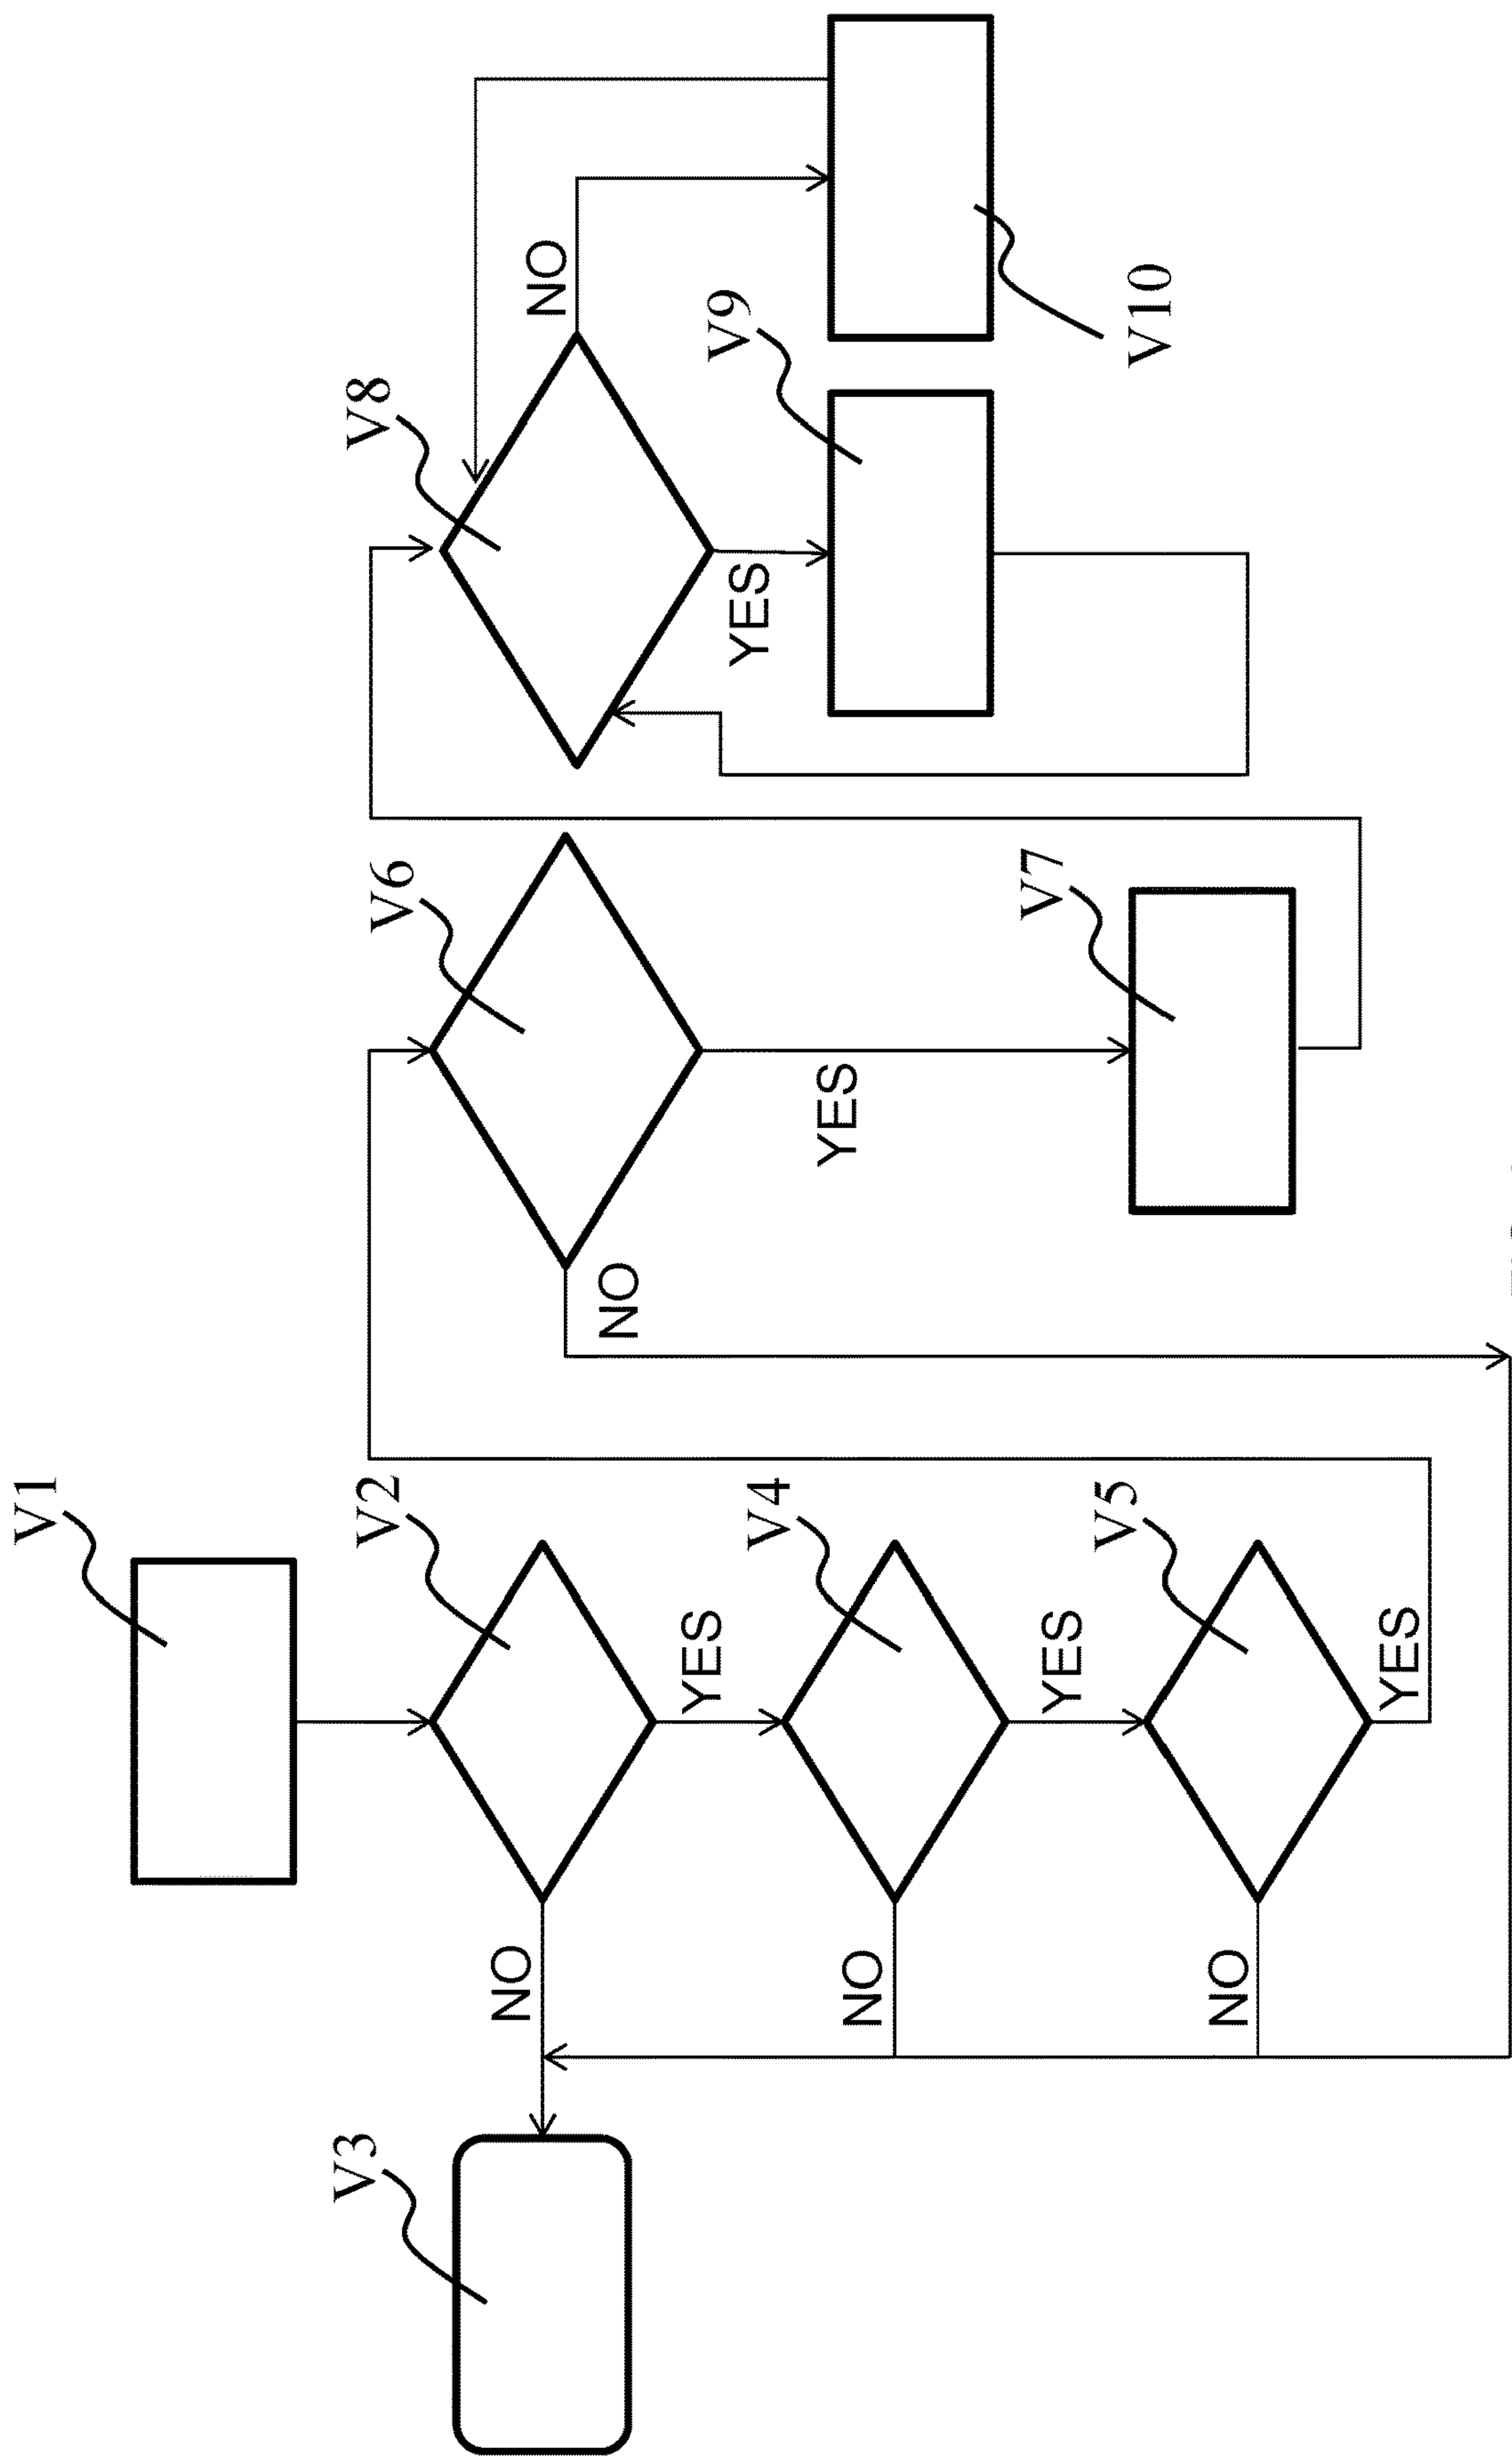 V1
V3
V2
NO
YES
V4
NO
YES
V5
NO
YES
V6
NO
YES
V7
V8
NO
YES
V9
V10